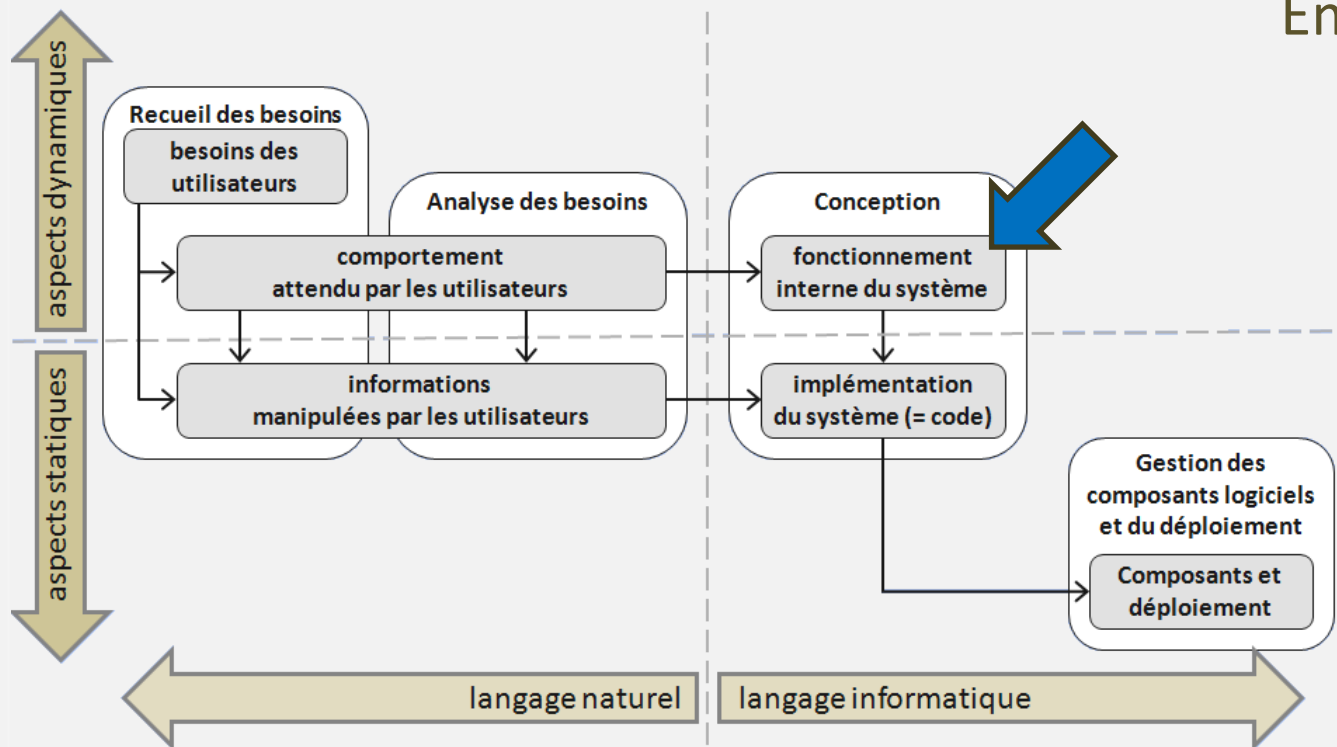 En
aspects dynamiques
Recueil des besoins
besoins des
utilisateurs
Analyse des besoins
Conception
comportement
attendu par les utilisateurs
fonctionnement
interne du système
aspects statiques
informations
manipulées par les utilisateurs
implémentation
du système (= code)
Gestion des
composants logiciels
et du déploiement
Composants et
déploiement
langage naturel
langage informatique